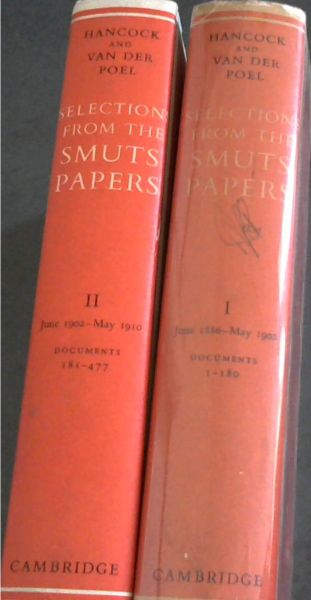 HANCOCK
AND
VAN DER
POEL
SELECTIONS
FROM THE
SMUTS
PAPERS
II
June 1902–May 1910
DOCUMENTS
181–477
CAMBRIDGE
HANCOCK
AND
VAN DER
POEL
SELECTIONS
FROM THE
SMUTS
PAPERS
I
June 1886–May 1902
DOCUMENTS
1–180
CAMBRIDGE